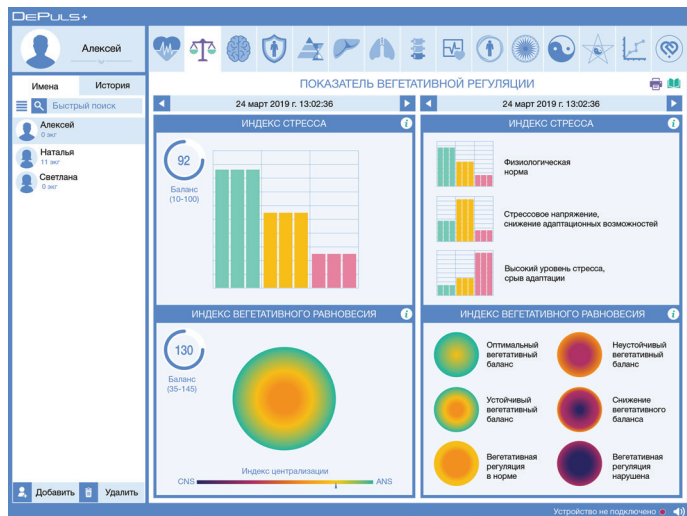 DePuls+
Алексей
Имена
История
Быстрый поиск
Алексей
0 экг
Наталья
11 экг
Светлана
0 экг
Добавить
Удалить
ПОКАЗАТЕЛЬ ВЕГЕТАТИВНОЙ РЕГУЛЯЦИИ
24 март 2019 г. 13:02:36
24 март 2019 г. 13:02:36
ИНДЕКС СТРЕССА
i
92
Баланс
(10-100)
ИНДЕКС СТРЕССА
i
Физиологическая
норма
Стрессовое напряжение,
снижение адаптационных возможностей
Высокий уровень стресса,
срыв адаптации
ИНДЕКС ВЕГЕТАТИВНОГО РАВНОВЕСИЯ
i
130
Баланс
(35-145)
Индекс централизации
CNS
ANS
ИНДЕКС ВЕГЕТАТИВНОГО РАВНОВЕСИЯ
i
Оптимальный
вегетативный
баланс
Неустойчивый
вегетативный
баланс
Устойчивый
вегетативный
баланс
Снижение
вегетативного
баланса
Вегетативная
регуляция
в норме
Вегетативная
регуляция
нарушена
Устройство не подключено